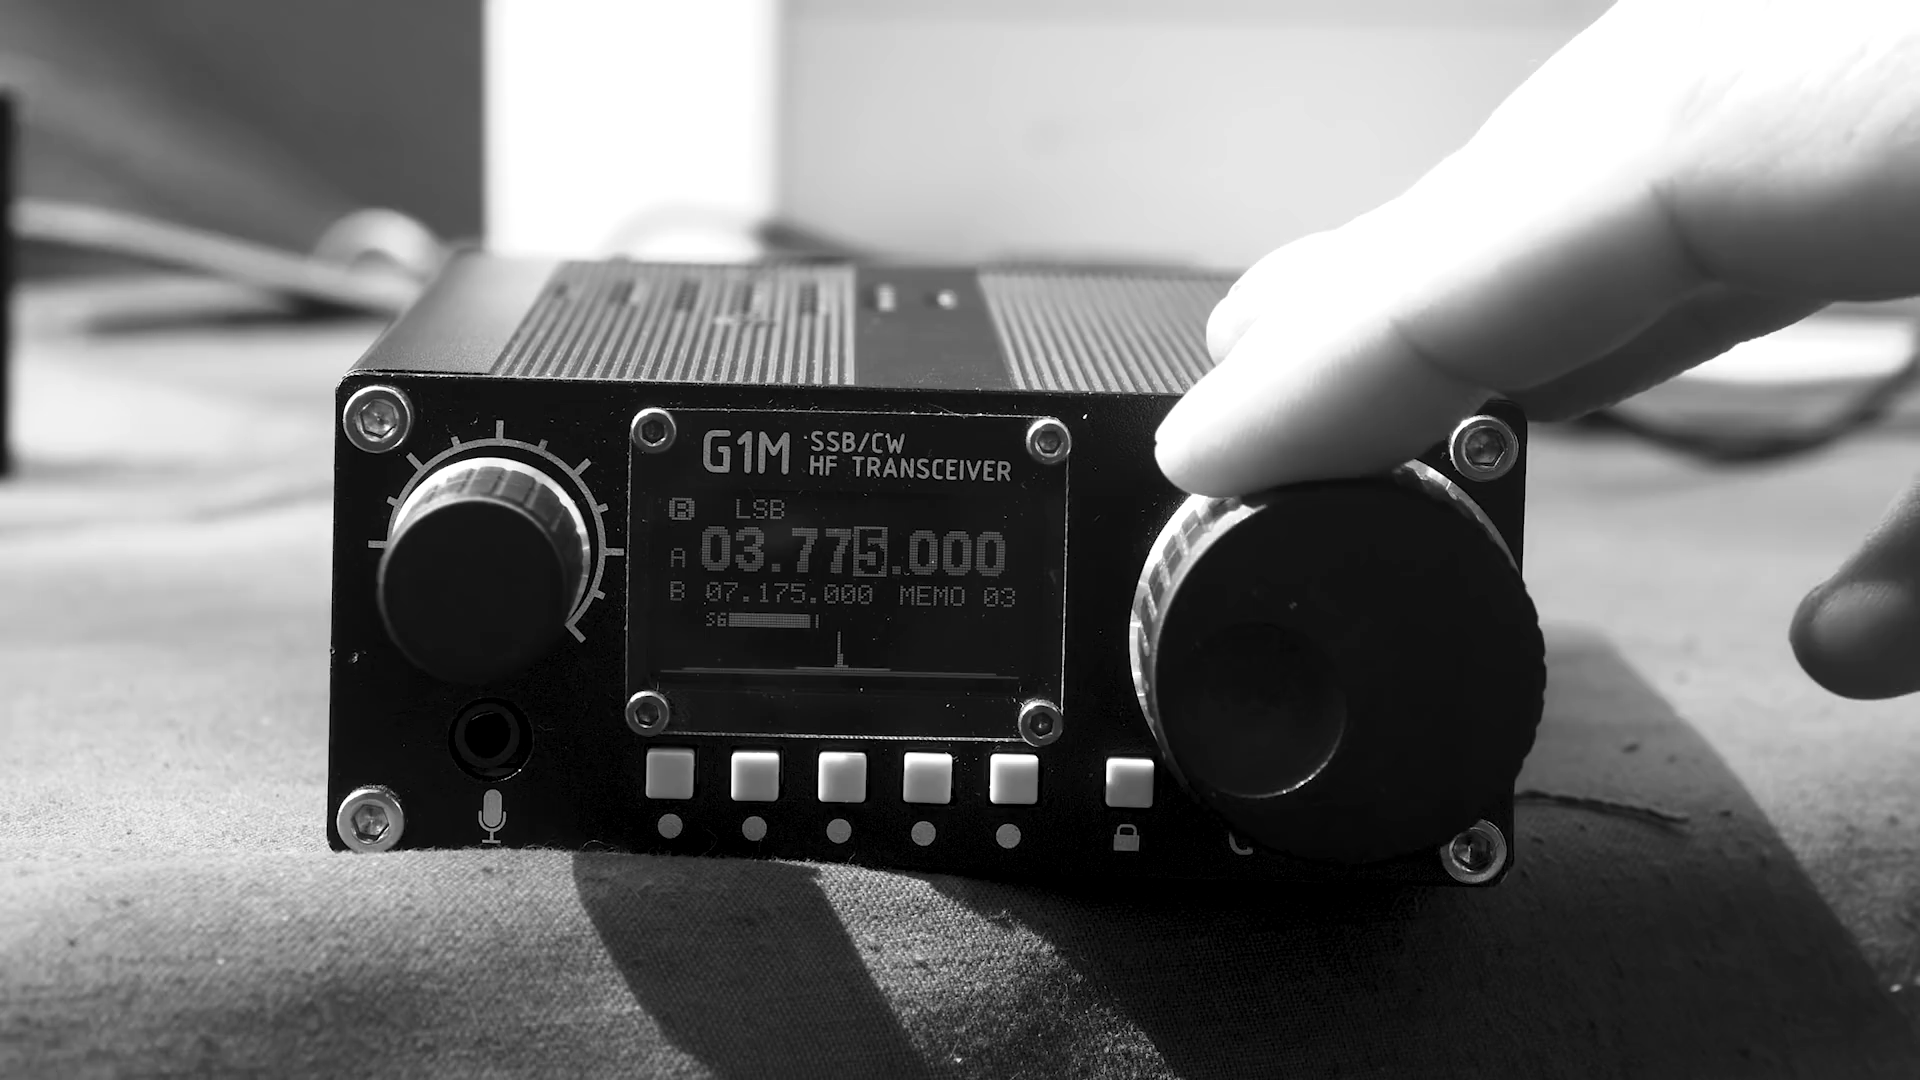 G1M SSB/CW
HF TRANSCEIVER
R LSB
A 03.775.000
B 07.175.000 MEMO 03
S6